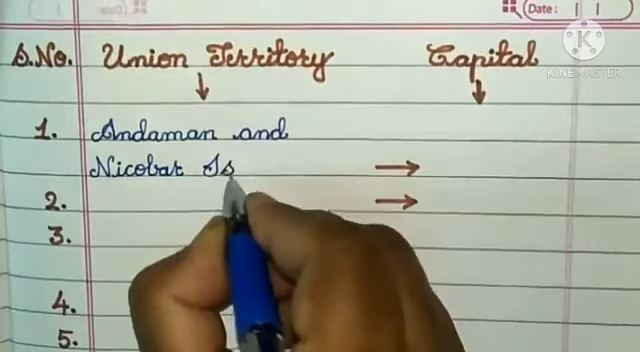 Date :
KINEMASTER
S.No. Union Territory Capital
1. Andaman and
Nicobar Is
2.
3.
4.
5.